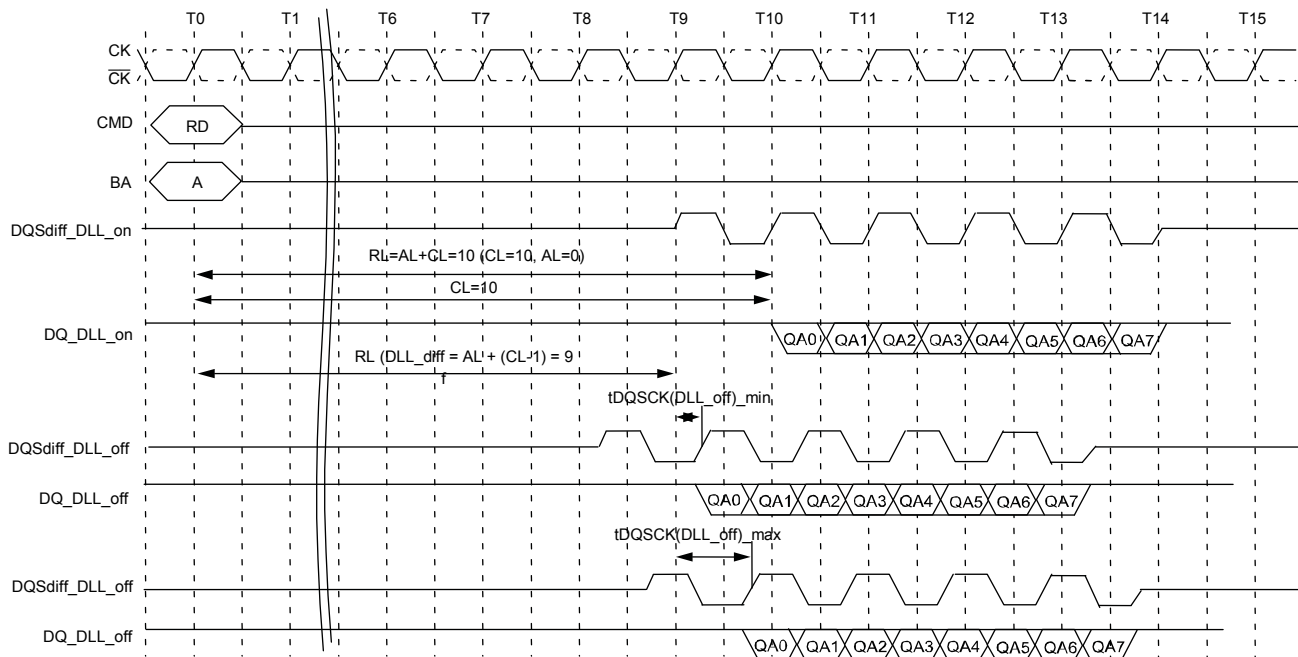 T0 T1 T6 T7 T8 T9 T10 T11 T12 T13 T14 T15
CK
CK
CMD RD
BA A
DQSdiff_DLL_on
RL=AL+CL=10 (CL=10, AL=0)
CL=10
DQ_DLL_on QA0 QA1 QA2 QA3 QA4 QA5 QA6 QA7
RL (DLL_diff = AL + (CL-1) = 9
f
tDQSCK(DLL_off)_min
DQSdiff_DLL_off
DQ_DLL_off QA0 QA1 QA2 QA3 QA4 QA5 QA6 QA7
tDQSCK(DLL_off)_max
DQSdiff_DLL_off
DQ_DLL_off QA0 QA1 QA2 QA3 QA4 QA5 QA6 QA7